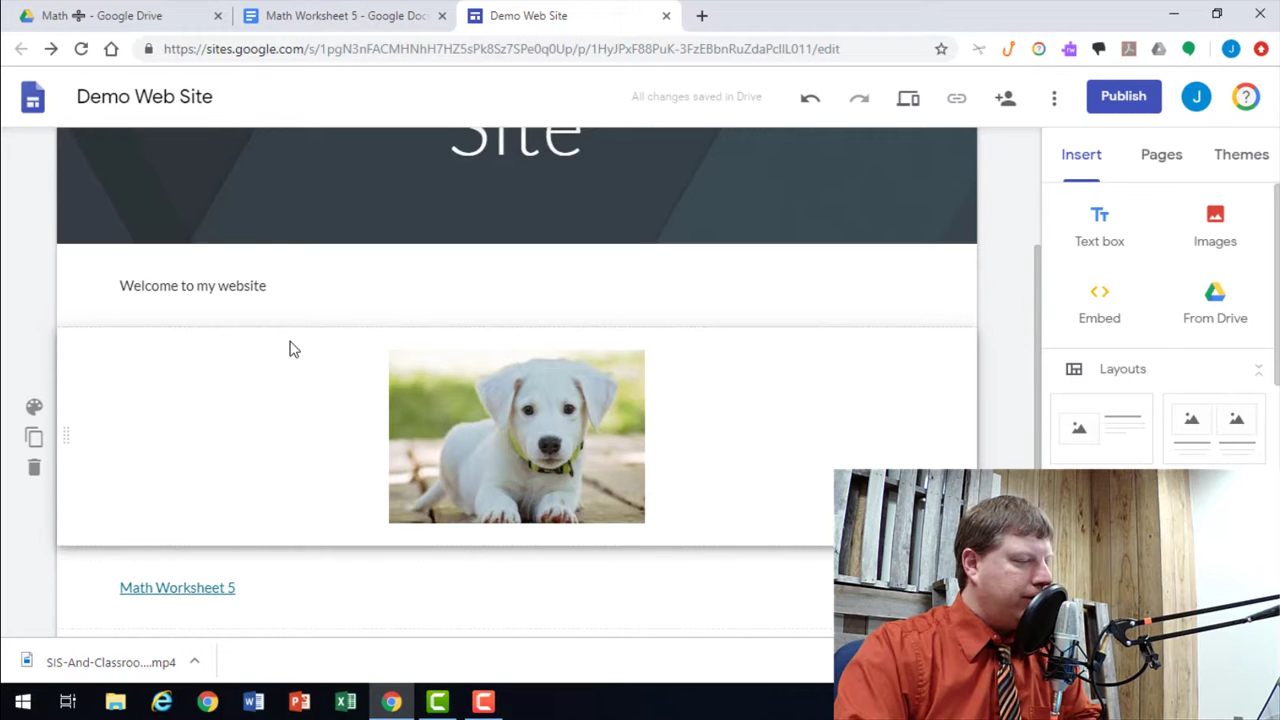 Math ➗ - Google Drive
Math Worksheet 5 - Google Doc
Demo Web Site
https://sites.google.com/s/1pgN3nFACMHNhH7HZ5sPk8Sz7SPe0q0Up/p/1HyJPxF88PuK-3FzEBbnRuZdaPclIL011/edit
Demo Web Site
All changes saved in Drive
Publish
J
J
Site
Insert
Pages
Themes
Text box
Images
Embed
From Drive
Layouts
Welcome to my website
Math Worksheet 5
SIS-And-Classroo....mp4